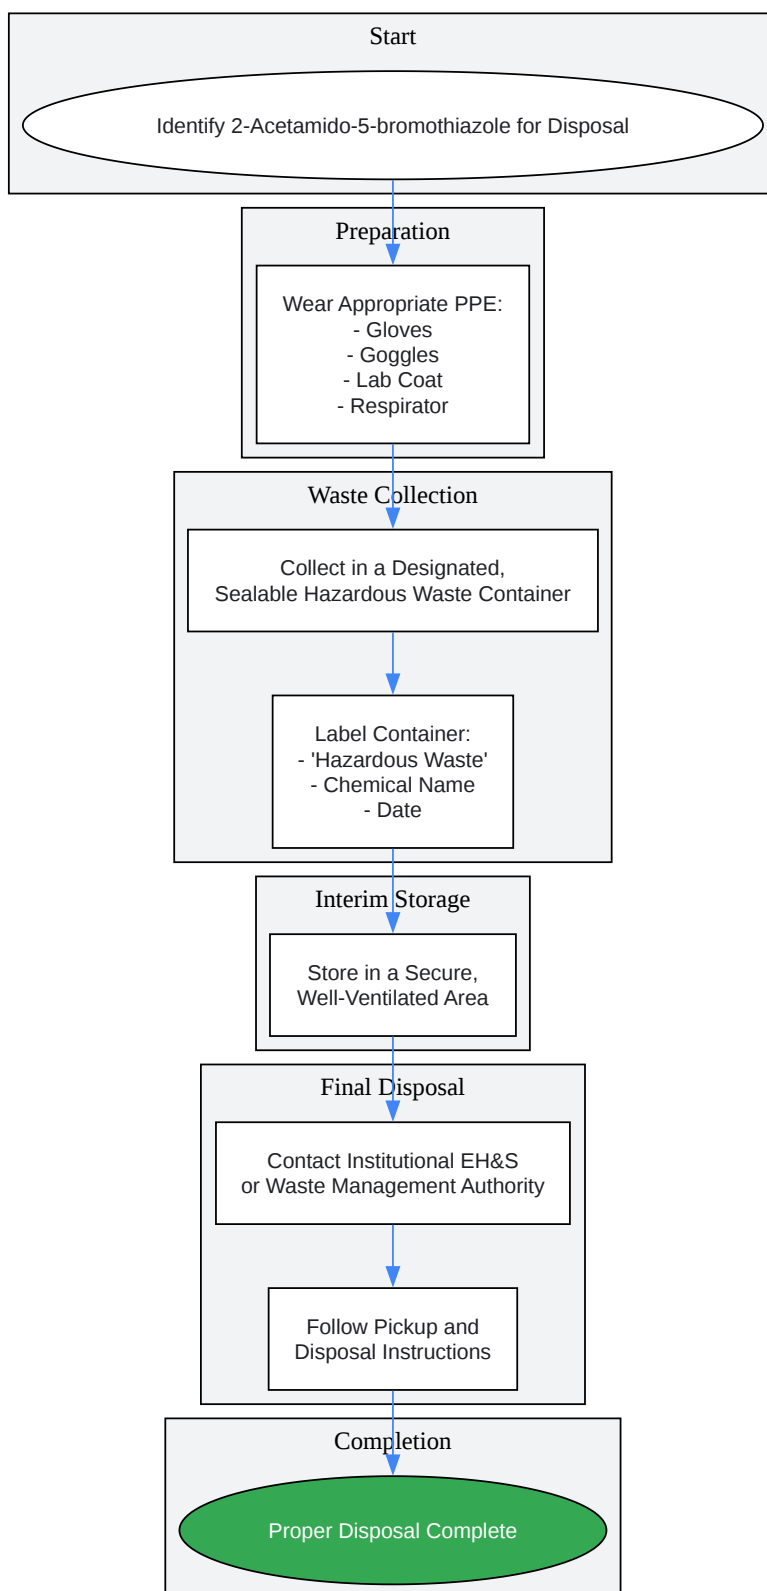 Start
Identify 2-Acetamido-5-bromothiazole for Disposal
Preparation
Wear Appropriate PPE:
- Gloves
- Goggles
- Lab Coat
- Respirator
Waste Collection
Collect in a Designated,
Sealable Hazardous Waste Container
Label Container:
- 'Hazardous Waste'
- Chemical Name
- Date
Interim Storage
Store in a Secure,
Well-Ventilated Area
Final Disposal
Contact Institutional EH&S
or Waste Management Authority
Follow Pickup and
Disposal Instructions
Completion
Proper Disposal Complete